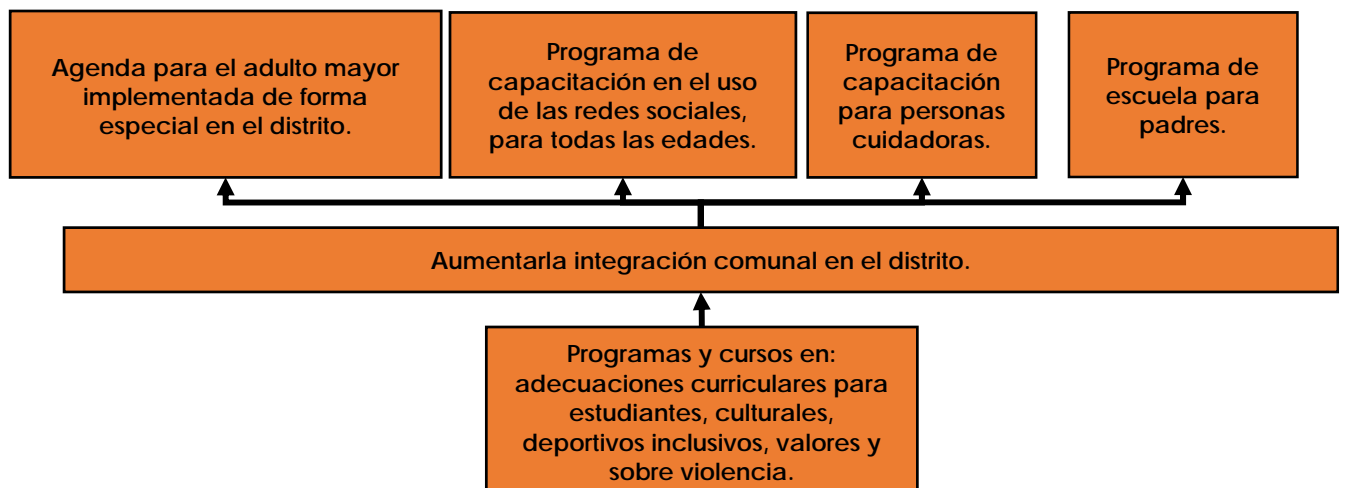 Agenda para el adulto mayor
implementada de forma
especial en el distrito.
Programa de
capacitación en el uso
de las redes sociales,
para todas las edades.
Programa de
capacitación
para personas
cuidadoras.
Programa de
escuela para
padres.
Aumentarla integración comunal en el distrito.
Programas y cursos en:
adecuaciones curriculares para
estudiantes, culturales,
deportivos inclusivos, valores y
sobre violencia.